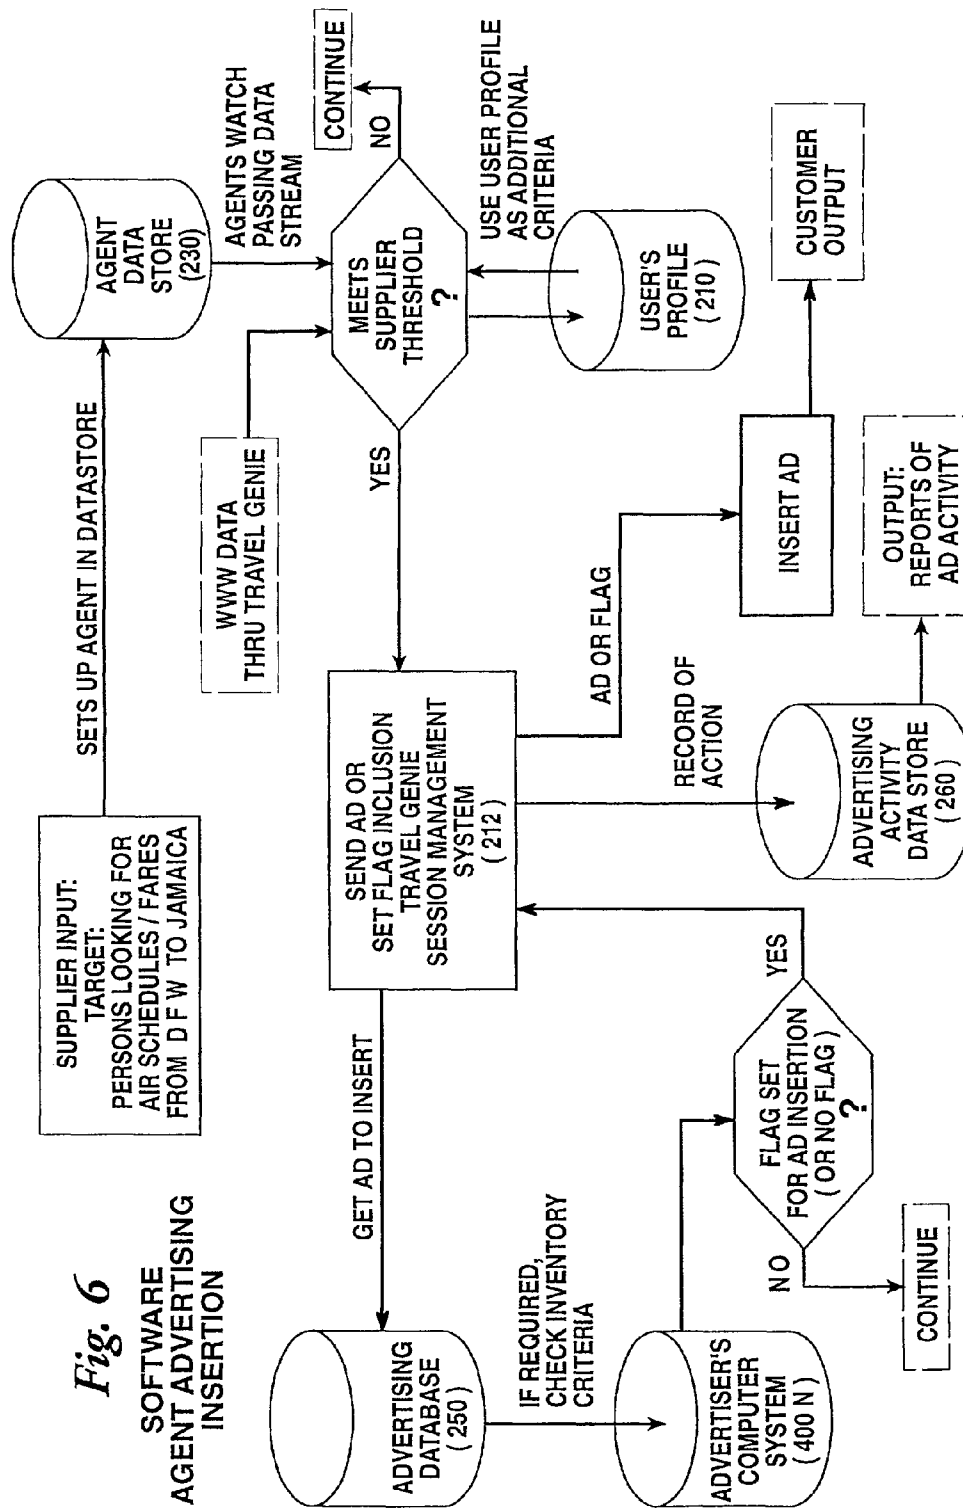 Fig. 6
SOFTWARE
AGENT ADVERTISING
INSERTION
SUPPLIER INPUT:
TARGET:
PERSONS LOOKING FOR
AIR SCHEDULES / FARES
FROM D F W TO JAMAICA
SETS UP AGENT IN DATASTORE
AGENT
DATA
STORE
(230)
AGENTS WATCH
PASSING DATA
STREAM
WWW DATA
THRU TRAVEL GENIE
MEETS
SUPPLIER
THRESHOLD
?
NO
CONTINUE
YES
USE USER PROFILE
AS ADDITIONAL
CRITERIA
USER'S
PROFILE
( 210 )
SEND AD OR
SET FLAG INCLUSION
TRAVEL GENIE
SESSION MANAGEMENT
SYSTEM
( 212 )
GET AD TO INSERT
ADVERTISING
DATABASE
( 250 )
IF REQUIRED,
CHECK INVENTORY
CRITERIA
ADVERTISER'S
COMPUTER
SYSTEM
(400 N )
FLAG SET
FOR AD INSERTION
( OR NO FLAG )
?
YES
N O
CONTINUE
RECORD OF
ACTION
AD OR FLAG
INSERT AD
CUSTOMER
OUTPUT
ADVERTISING
ACTIVITY
DATA STORE
( 260 )
OUTPUT:
REPORTS OF
AD ACTIVITY